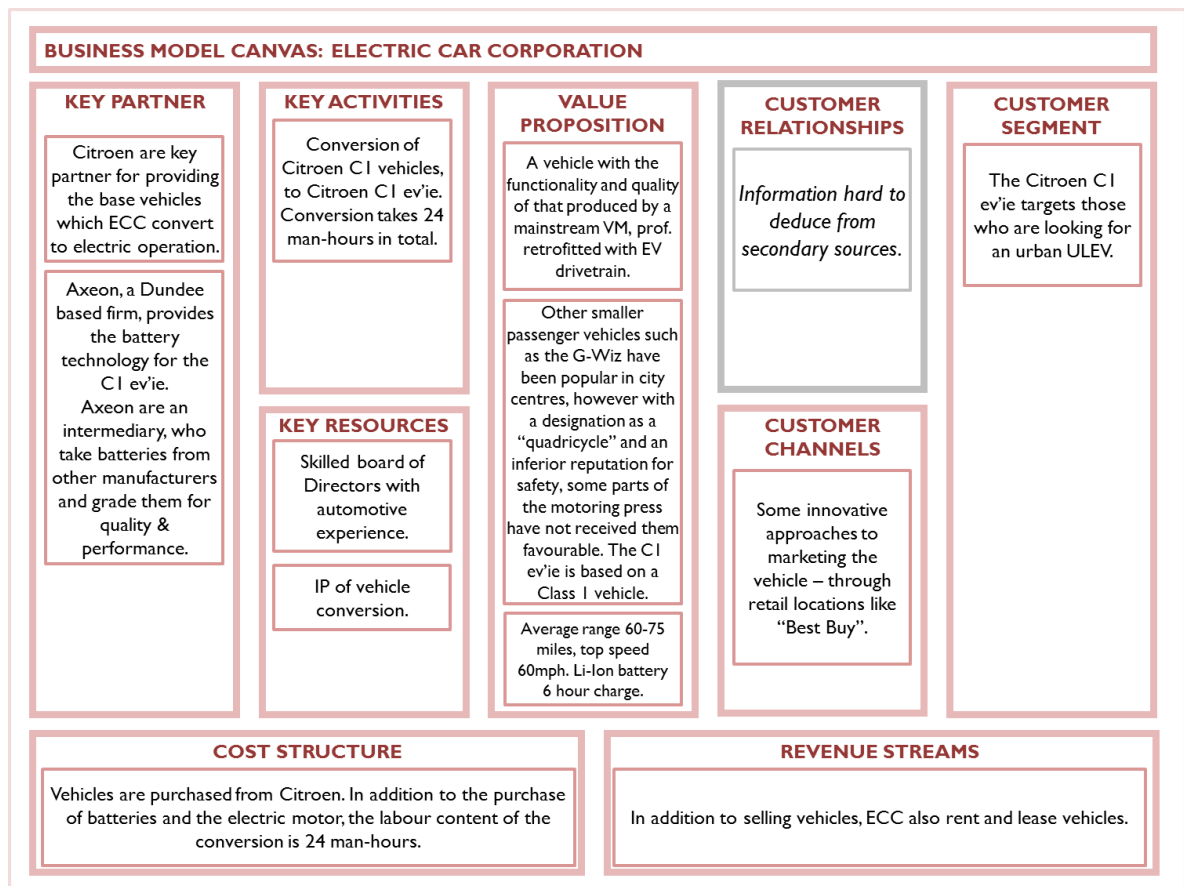 BUSINESS MODEL CANVAS: ELECTRIC CAR CORPORATION
KEY PARTNER
Citroen are key
partner for providing
the base vehicles
which ECC convert
to electric operation.
Axeon, a Dundee
based firm, provides
the battery
technology for the
C1 ev'ie.
Axeon are an
intermediary, who
take batteries from
other manufacturers
and grade them for
quality &
performance.
KEY ACTIVITIES
Conversion of
Citroen C1 vehicles,
to Citroen C1 ev'ie.
Conversion takes 24
man-hours in total.
KEY RESOURCES
Skilled board of
Directors with
automotive
experience.
IP of vehicle
conversion.
VALUE
PROPOSITION
A vehicle with the
functionality and quality
of that produced by a
mainstream VM, prof.
retrofitted with EV
drivetrain.
Other smaller
passenger vehicles such
as the G-Wiz have
been popular in city
centres, however with
a designation as a
“quadricycle” and an
inferior reputation for
safety, some parts of
the motoring press
have not received them
favourable. The C1
ev'ie is based on a
Class 1 vehicle.
Average range 60-75
miles, top speed
60mph. Li-Ion battery
6 hour charge.
CUSTOMER
RELATIONSHIPS
Information hard to
deduce from
secondary sources.
CUSTOMER
CHANNELS
Some innovative
approaches to
marketing the
vehicle – through
retail locations like
“Best Buy”.
CUSTOMER
SEGMENT
The Citroen C1
ev'ie targets those
who are looking for
an urban ULEV.
COST STRUCTURE
Vehicles are purchased from Citroen. In addition to the purchase
of batteries and the electric motor, the labour content of the
conversion is 24 man-hours.
REVENUE STREAMS
In addition to selling vehicles, ECC also rent and lease vehicles.